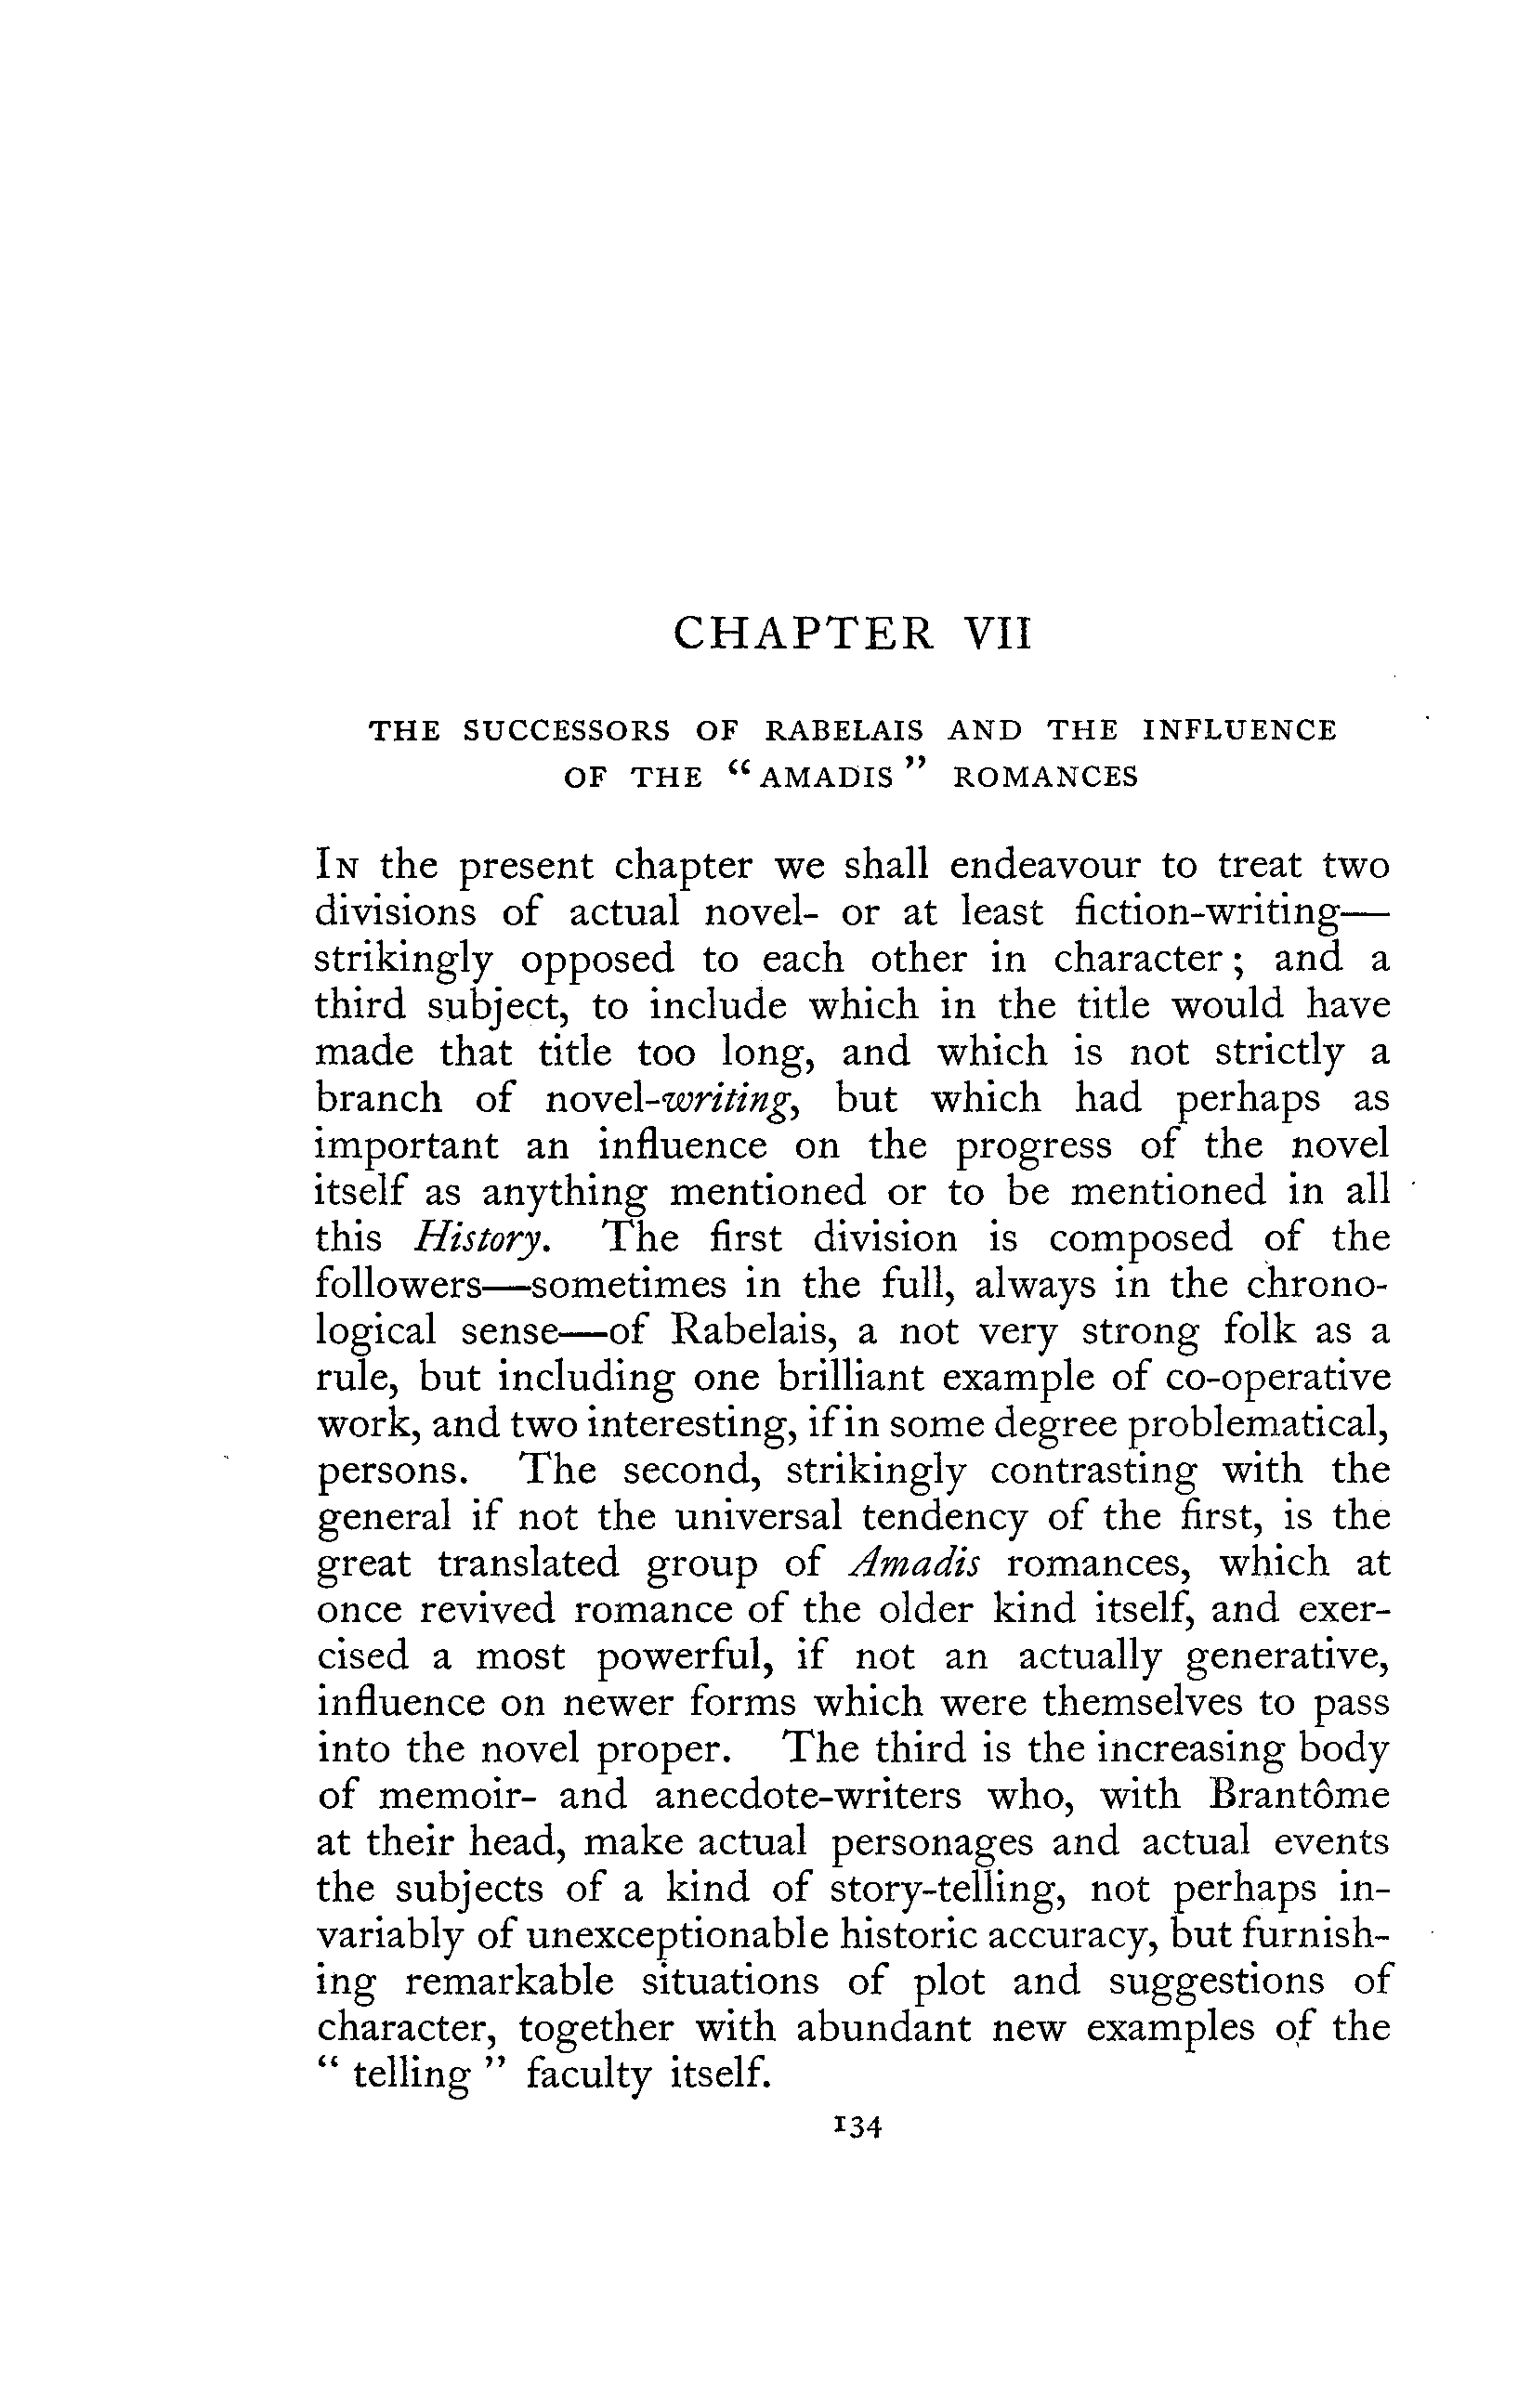 CHAPTER VII
THE SUCCESSORS OF RABELAIS AND THE INFLUENCE
OF THE “ AMADIS ” ROMANCES
IN the present chapter we shall endeavour to treat two
divisions of actual novel- or at least fiction-writing—
strikingly opposed to each other in character ; and a
third subject, to include which in the title would have
made that title too long, and which is not strictly a
branch of novel-writing, but which had perhaps as
important an influence on the progress of the novel
itself as anything mentioned or to be mentioned in all
this History. The first division is composed of the
followers—sometimes in the full, always in the chrono-
logical sense—of Rabelais, a not very strong folk as a
rule, but including one brilliant example of co-operative
work, and two interesting, if in some degree problematical,
persons. The second, strikingly contrasting with the
general if not the universal tendency of the first, is the
great translated group of Amadis romances, which at
once revived romance of the older kind itself, and exer-
cised a most powerful, if not an actually generative,
influence on newer forms which were themselves to pass
into the novel proper. The third is the increasing body
of memoir- and anecdote-writers who, with Brantôme
at their head, make actual personages and actual events
the subjects of a kind of story-telling, not perhaps in-
variably of unexceptionable historic accuracy, but furnish-
ing remarkable situations of plot and suggestions of
character, together with abundant new examples of the
“ telling ” faculty itself.
134